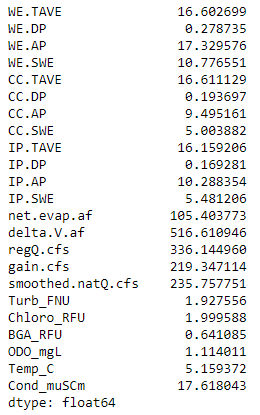 WE.TAVE 16.602699
WE.DP 0.278735
WE.AP 17.329576
WE.SWE 10.776551
CC.TAVE 16.611129
CC.DP 0.193697
CC.AP 9.495161
CC.SWE 5.003882
IP.TAVE 16.159206
IP.DP 0.169281
IP.AP 10.288354
IP.SWE 5.481206
net.evap.af 105.403773
delta.V.af 516.610946
regQ.cfs 336.144960
gain.cfs 219.347114
smoothed.natQ.cfs 235.757751
Turb_FNU 1.927556
Chloro_RFU 1.999588
BGA_RFU 0.641085
ODO_mgL 1.114011
Temp_C 5.159372
Cond_muSCm 17.618043
dtype: float64